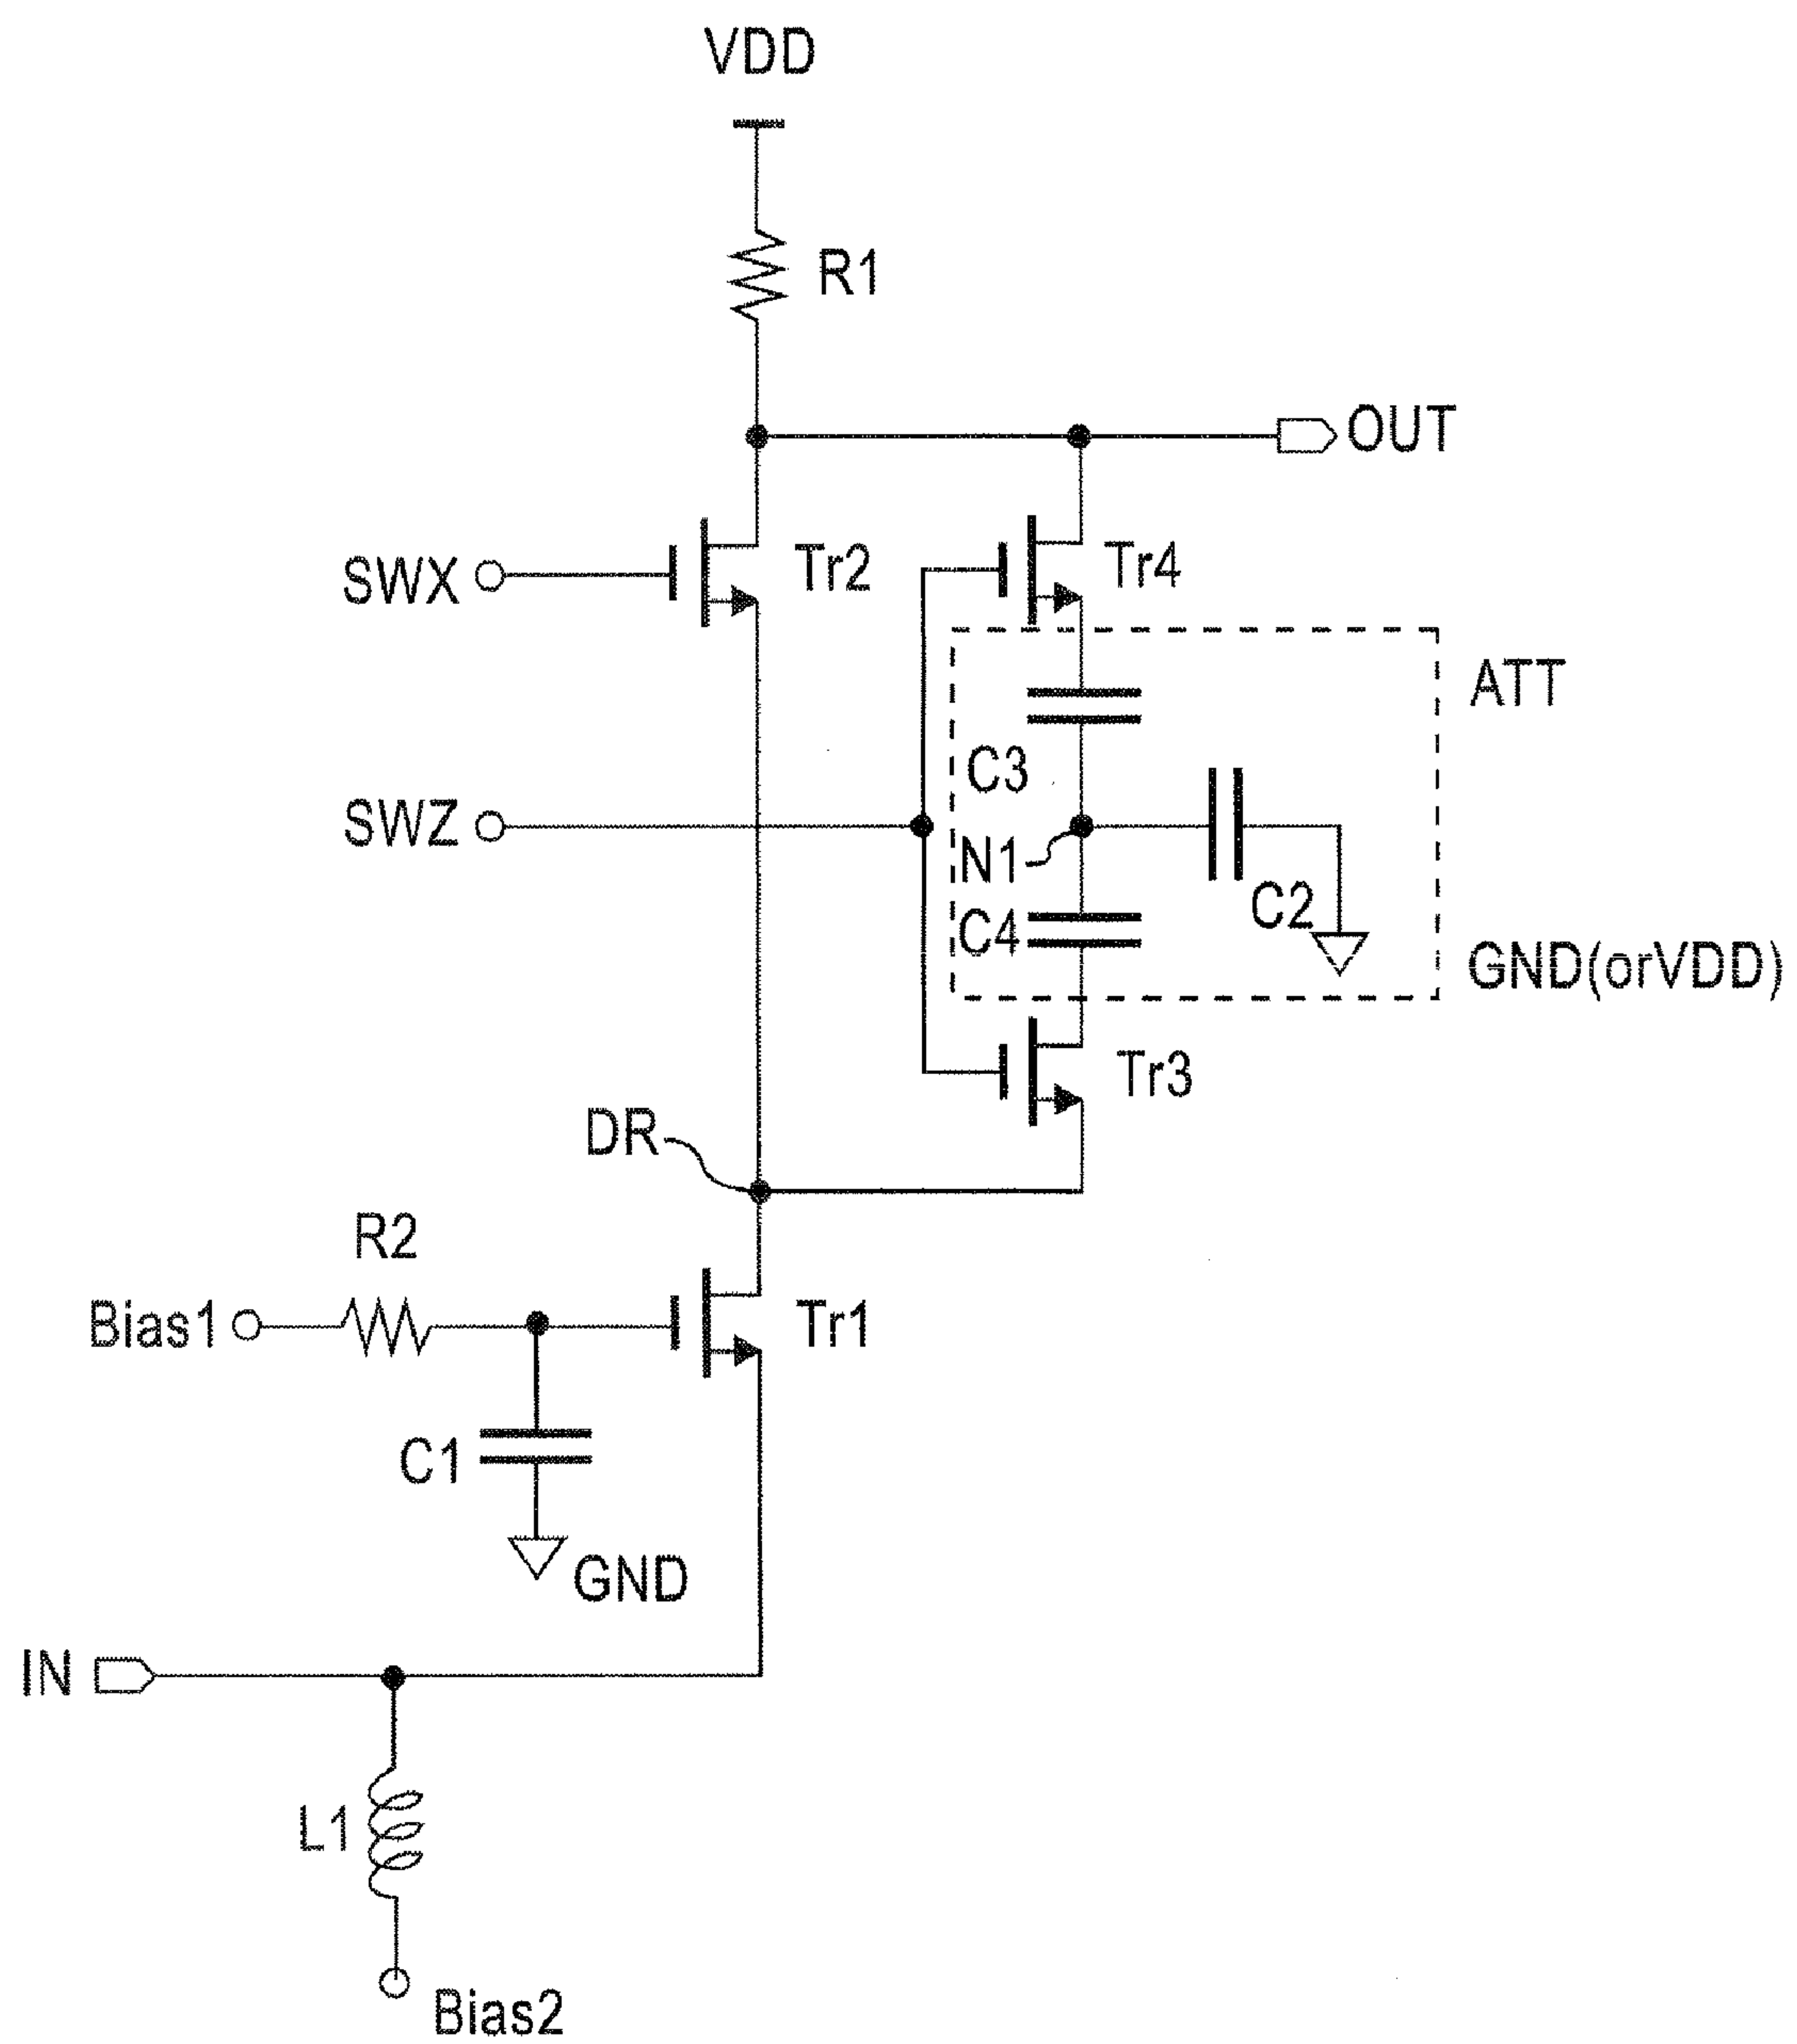 VDD
R1
OUT
SWX
Tr2
Tr4
ATT
C3
SWZ
N1
C2
C4
GND(orVDD)
Tr3
DR
R2
Bias1
Tr1
C1
GND
IN
L1
Bias2